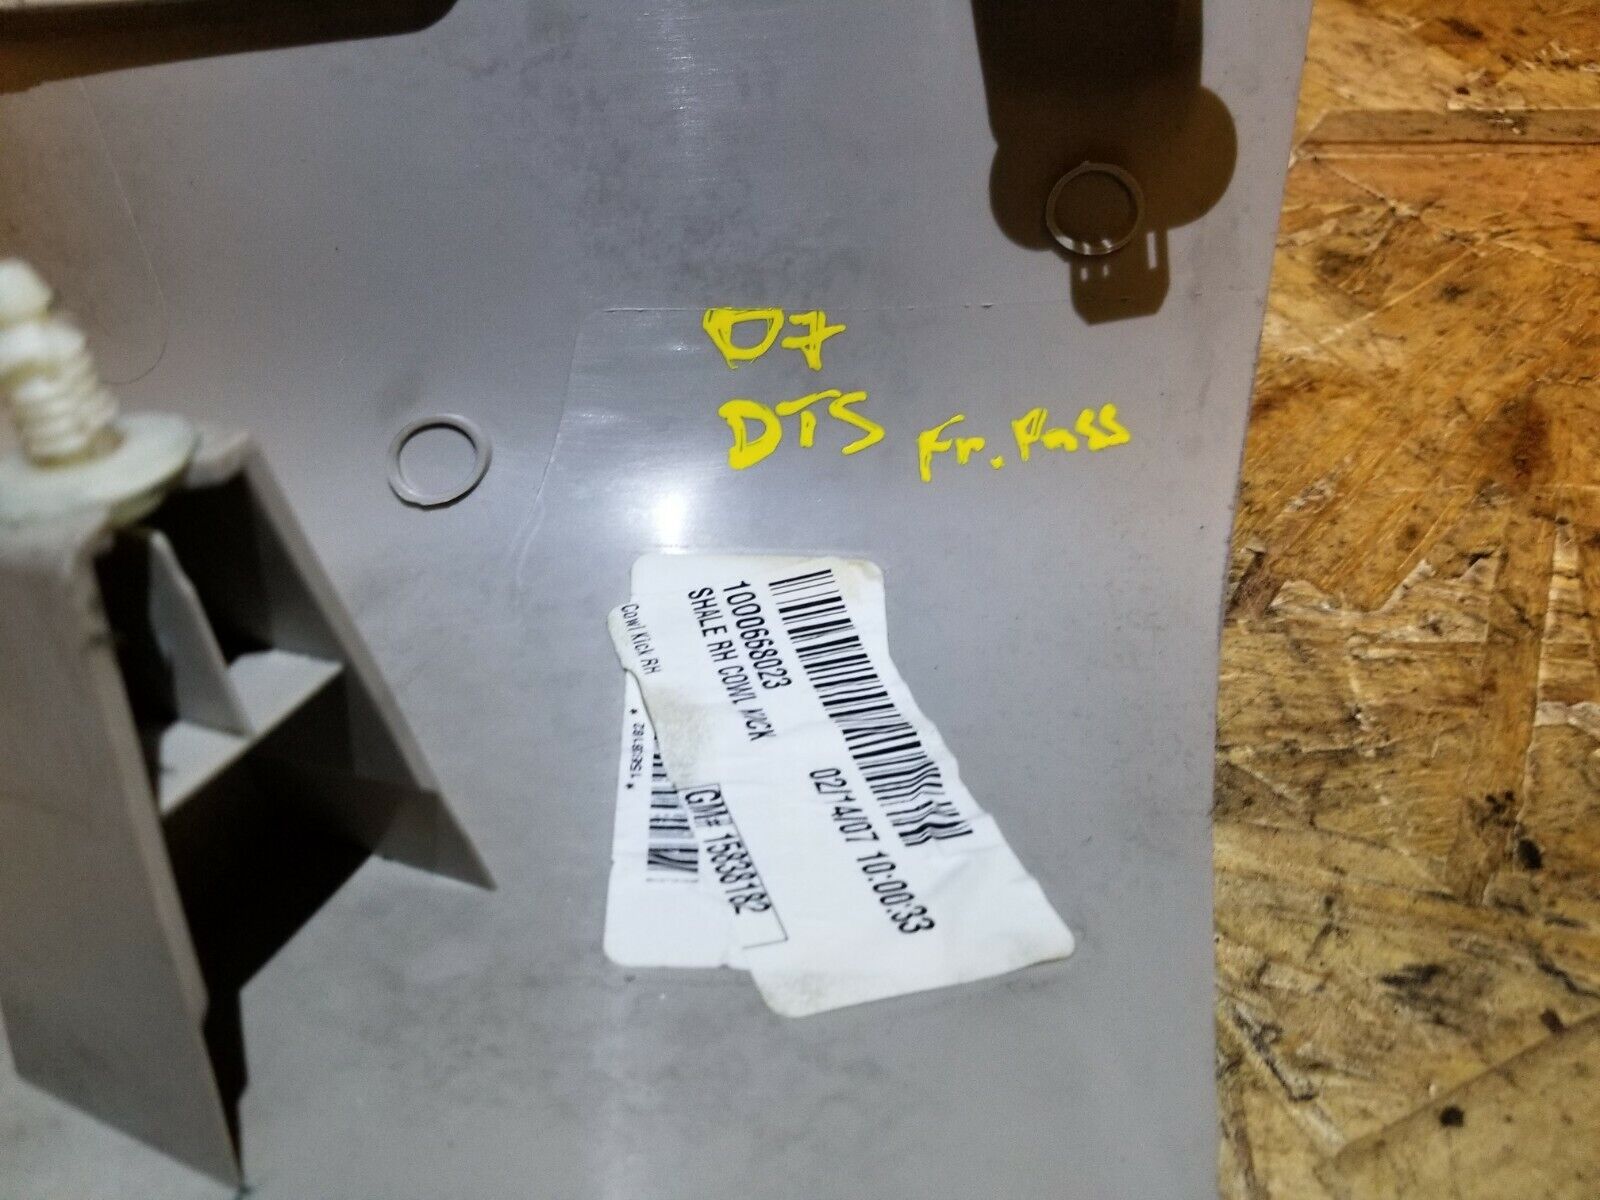 07
DTS Fr. Pass
1000668023
SHALE RH COWL KICK
02/14/07 10:00:33
GM# 15838182
Cowl Kick RH
* 15838182 *